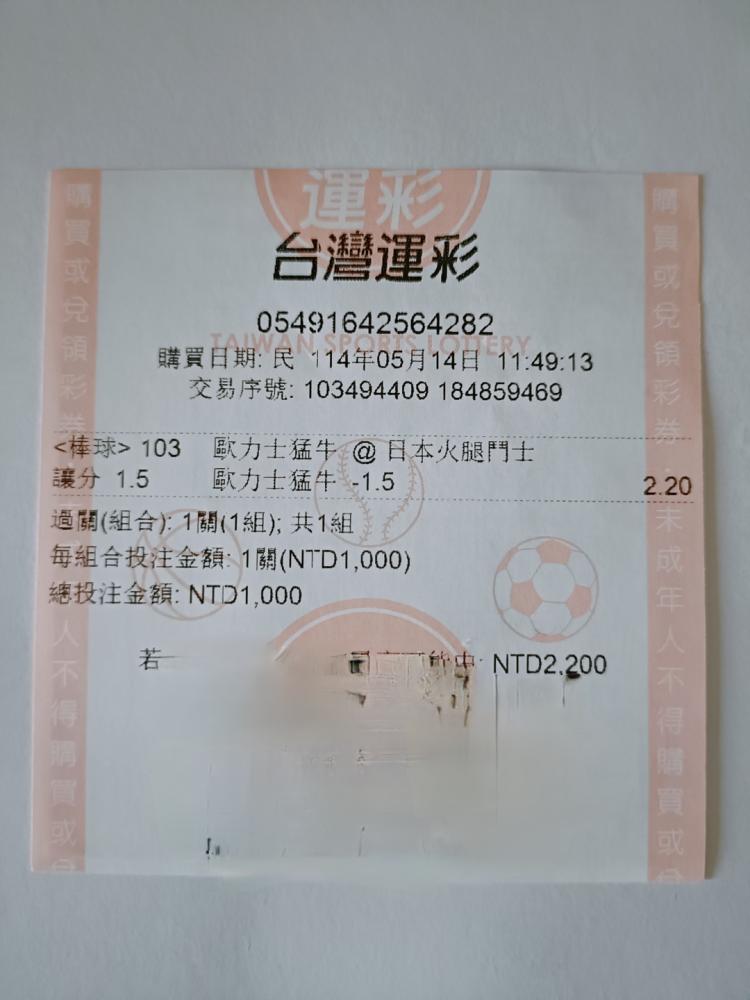 運彩
台灣運彩
05491642564282
TAIWAN SPORTS LOTTERY
購買日期: 民 114年05月14日 11:49:13
交易序號: 103494409 184859469
<棒球> 103 歐力士猛牛 @ 日本火腿鬥士
讓分 1.5 歐力士猛牛 -1.5 2.20
過關(組合): 1關(1組); 共1組
每組合投注金額: 1關(NTD1,000)
總投注金額: NTD1,000
若 NTD2,200
購買或兌領彩券
人不得購買或
購買或兌領彩券
未成年人不得購買或